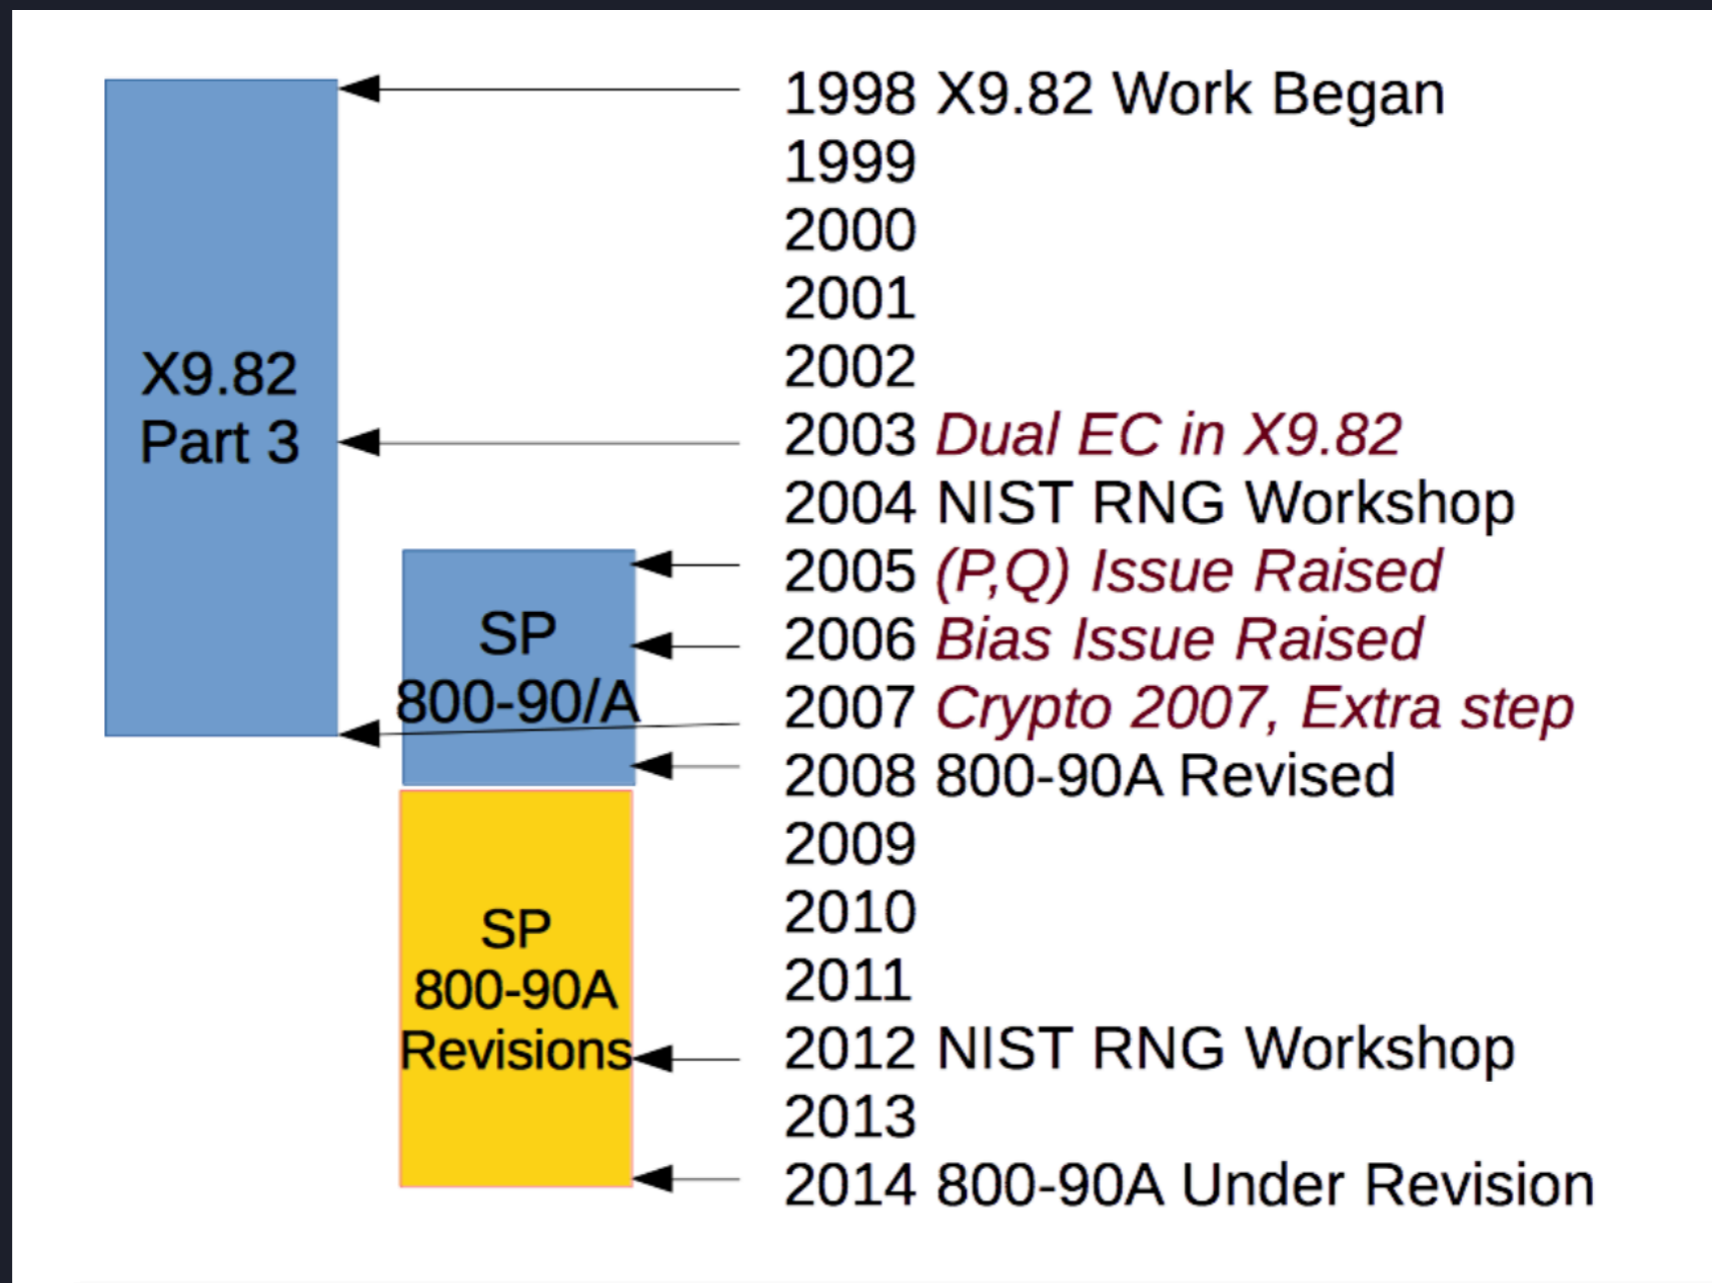 X9.82
Part 3
SP
800-90/A
SP
800-90A
Revisions
1998 X9.82 Work Began
1999
2000
2001
2002
2003 Dual EC in X9.82
2004 NIST RNG Workshop
2005 (P,Q) Issue Raised
2006 Bias Issue Raised
2007 Crypto 2007, Extra step
2008 800-90A Revised
2009
2010
2011
2012 NIST RNG Workshop
2013
2014 800-90A Under Revision